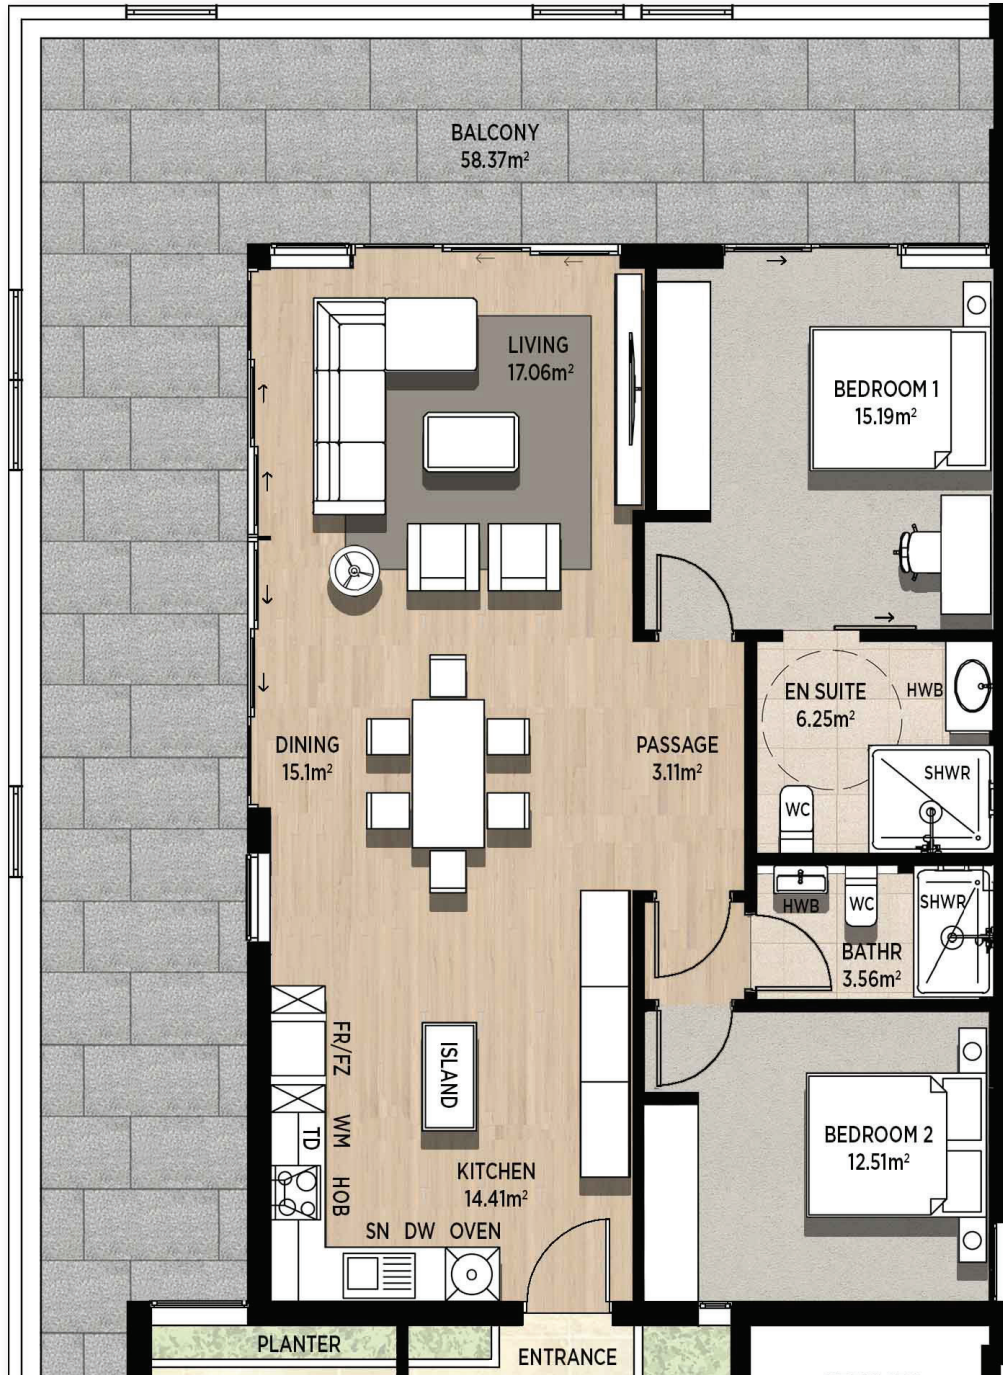 BALCONY
58.37m²
LIVING
17.06m²
BEDROOM 1
15.19m²
EN SUITE
6.25m²
HWB
DINING
15.1m²
PASSAGE
3.11m²
SHWR
WC
HWB
WC
SHWR
BATHR
3.56m²
FR/FZ
ISLAND
TD
WM
HOB
BEDROOM 2
12.51m²
KITCHEN
14.41m²
SN DW OVEN
PLANTER
ENTRANCE